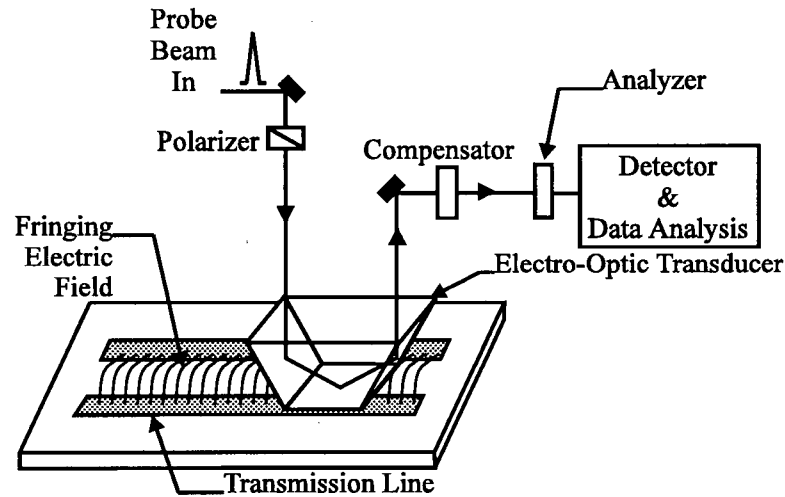 Probe
Beam
In
Polarizer
Analyzer
Compensator
Detector
&
Data Analysis
Fringing
Electric
Field
Electro-Optic Transducer
Transmission Line